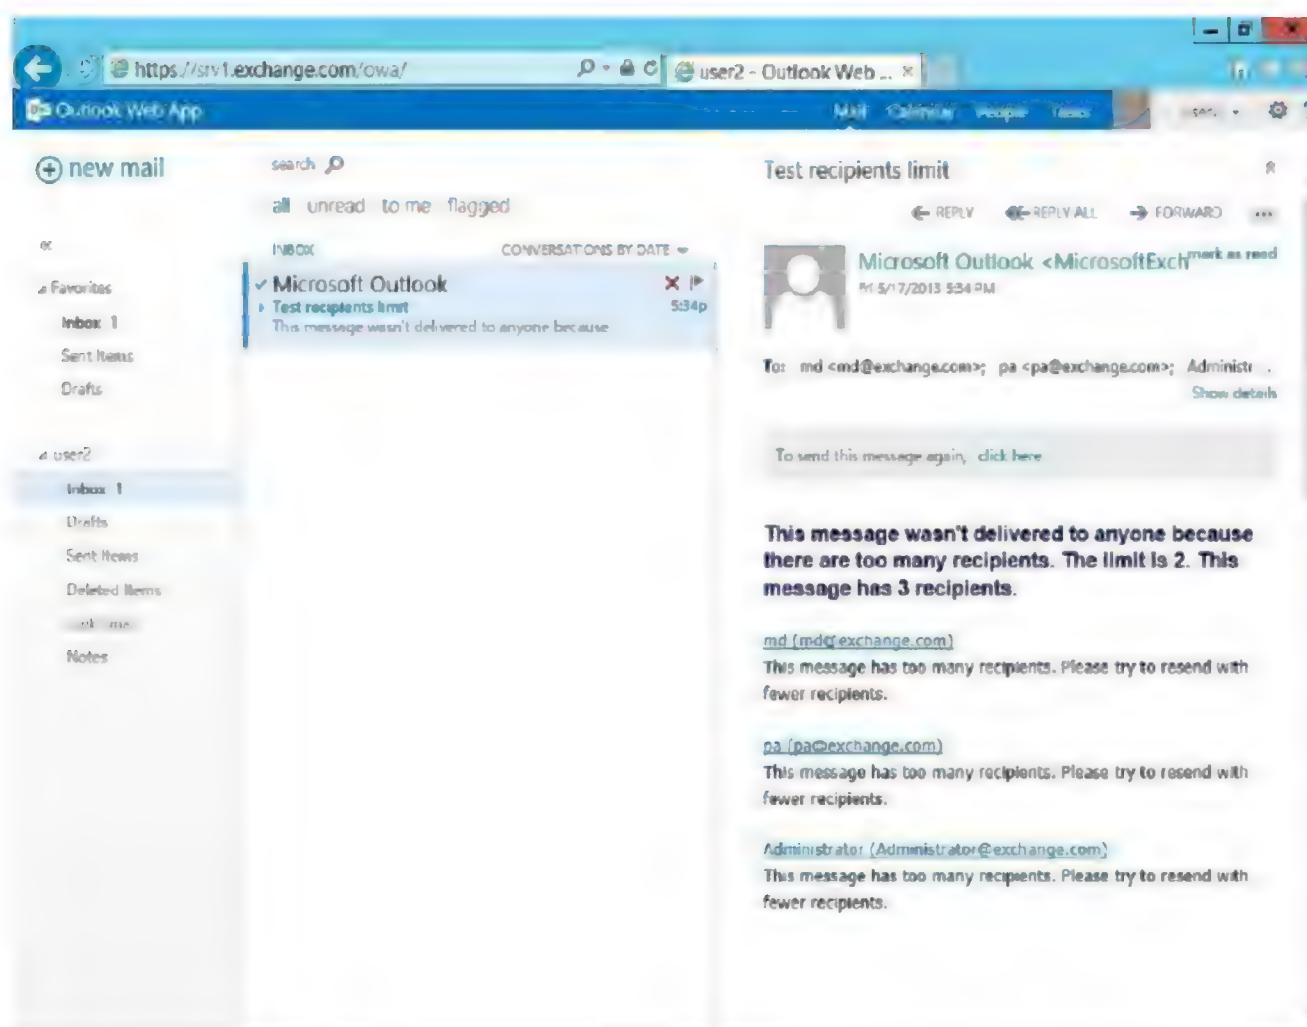 https://srv1.exchange.com/owa/
user2 - Outlook Web ...
Outlook Web App
Mail Calendar People Tasks
new mail
search
all unread to me flagged
INBOX CONVERSATIONS BY DATE
Favorites
Inbox 1
Sent Items
Drafts
user2
Inbox 1
Drafts
Sent Items
Deleted Items
Notes
Microsoft Outlook
Test recipients limit 5:34p
This message wasn't delivered to anyone because
Test recipients limit
REPLY REPLY ALL FORWARD ...
Microsoft Outlook <MicrosoftExch
mark as read
Fri 5/17/2013 5:34 PM
To: md <md@exchange.com>; pa <pa@exchange.com>; Administr
Show details
To send this message again, click here
This message wasn't delivered to anyone because
there are too many recipients. The limit is 2. This
message has 3 recipients.
md (md@exchange.com)
This message has too many recipients. Please try to resend with
fewer recipients.
pa (pa@exchange.com)
This message has too many recipients. Please try to resend with
fewer recipients.
Administrator (Administrator@exchange.com)
This message has too many recipients. Please try to resend with
fewer recipients.